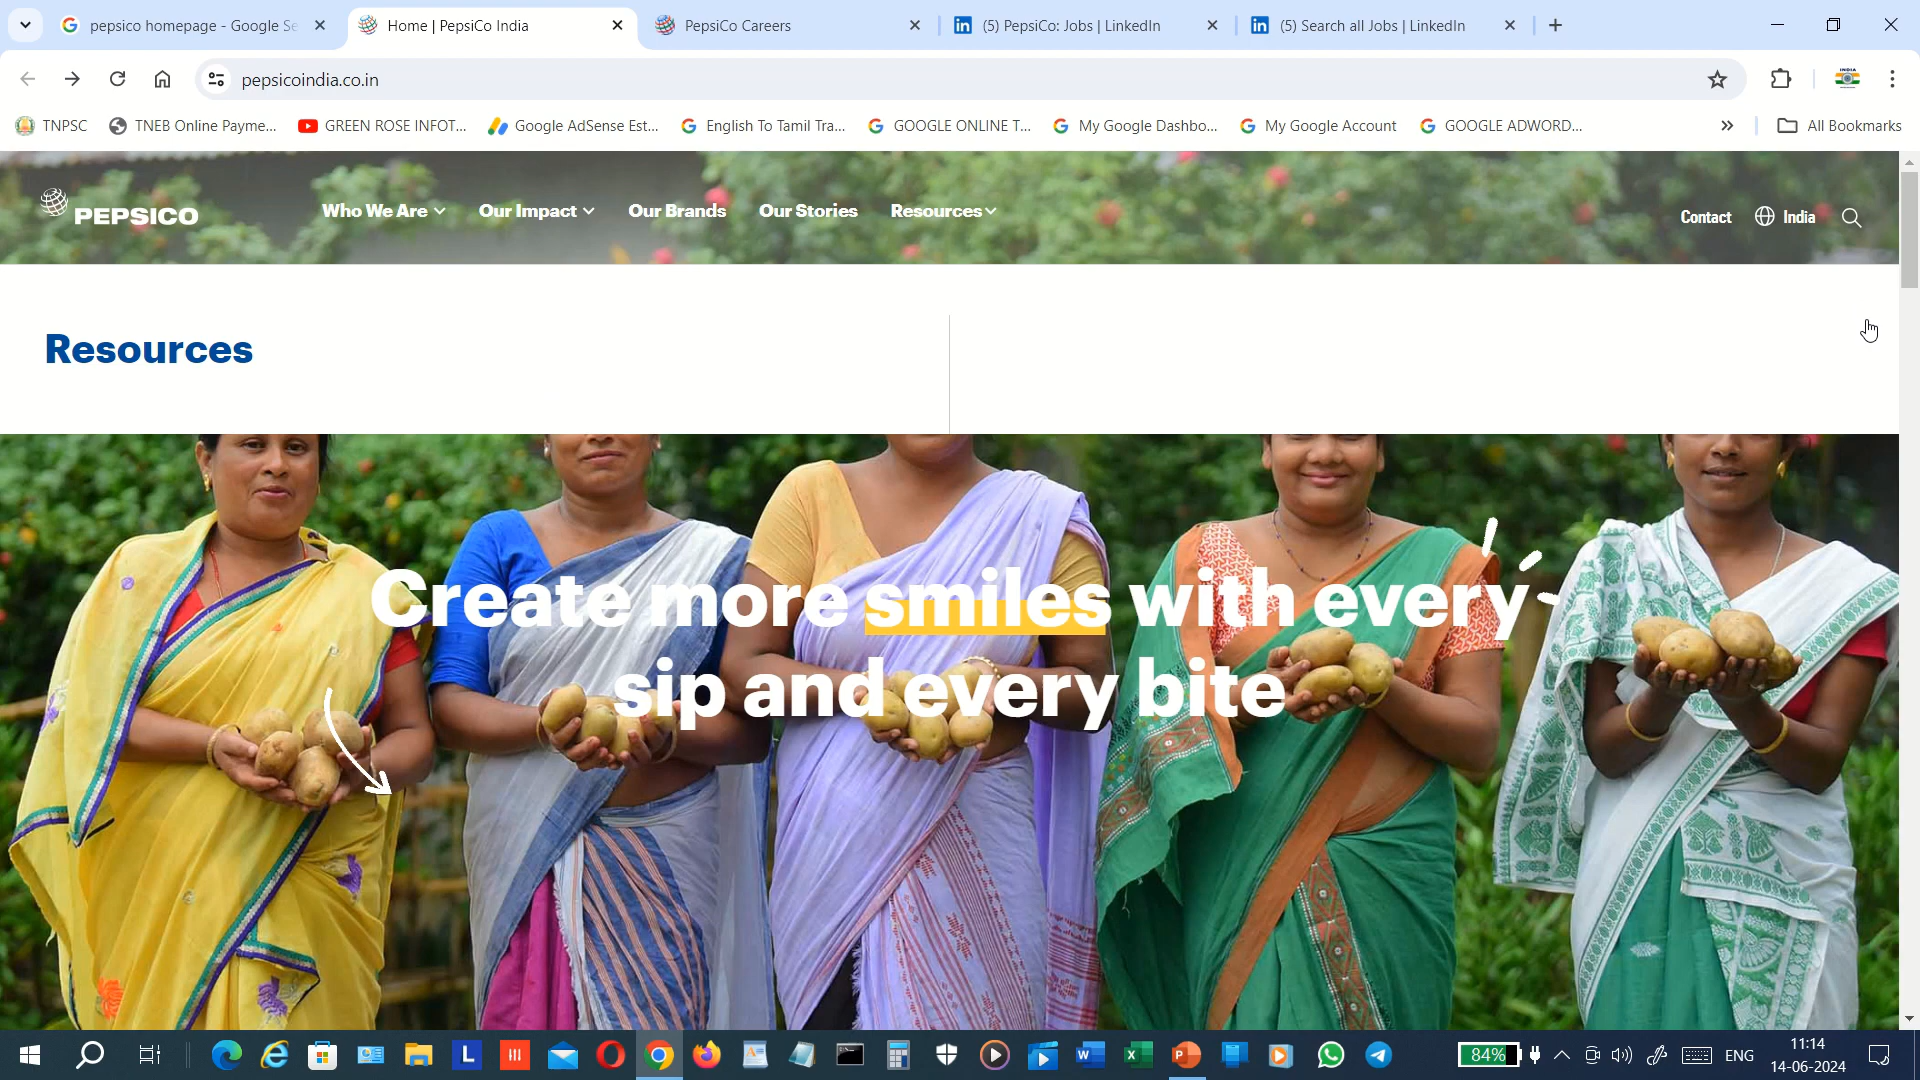 pepsico homepage - Google Se
Home | PepsiCo India
PepsiCo Careers
(5) PepsiCo: Jobs | LinkedIn
(5) Search all Jobs | LinkedIn
pepsicoindia.co.in
TNPSC
TNEB Online Payme...
GREEN ROSE INFOT...
Google AdSense Est...
English To Tamil Tra...
GOOGLE ONLINE T...
My Google Dashbo...
My Google Account
GOOGLE ADWORD...
All Bookmarks
PEPSICO
Who We Are
Our Impact
Our Brands
Our Stories
Resources
Contact
India
Resources
Create more smiles with every
sip and every bite
84%
ENG
11:14
14-06-2024